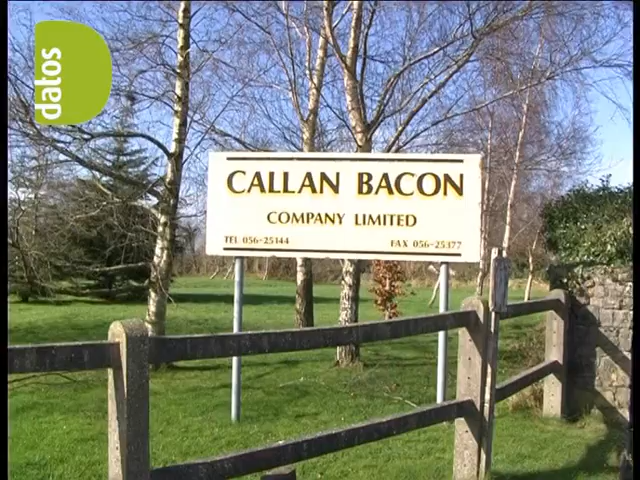 datos
CALLAN BACON
COMPANY LIMITED
TEL 056-25144 FAX 056-25377